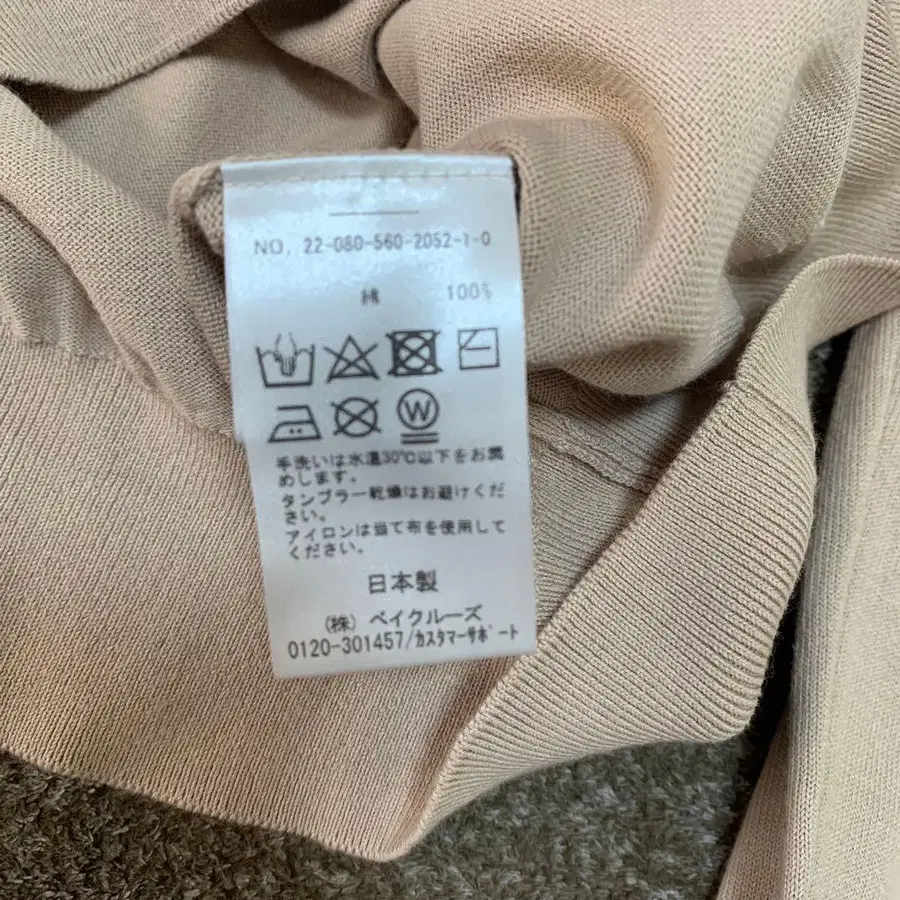 NO. 22-080-560-2052-1-0
綿 100%
W
手洗いは水温30℃以下をお薦
めします。
タンブラー乾燥はお避けくだ
さい。
アイロンは当て布を使用して
ください。
日本製
(株) ベイクルーズ
0120-301457/ｶｽﾀﾏｰｻﾎﾟｰﾄ